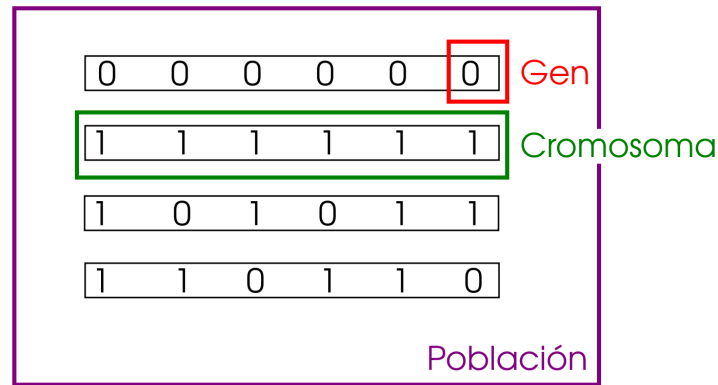 0 0 0 0 0 0 Gen
1 1 1 1 1 1 Cromosoma
1 0 1 0 1 1
1 1 0 1 1 0
Población